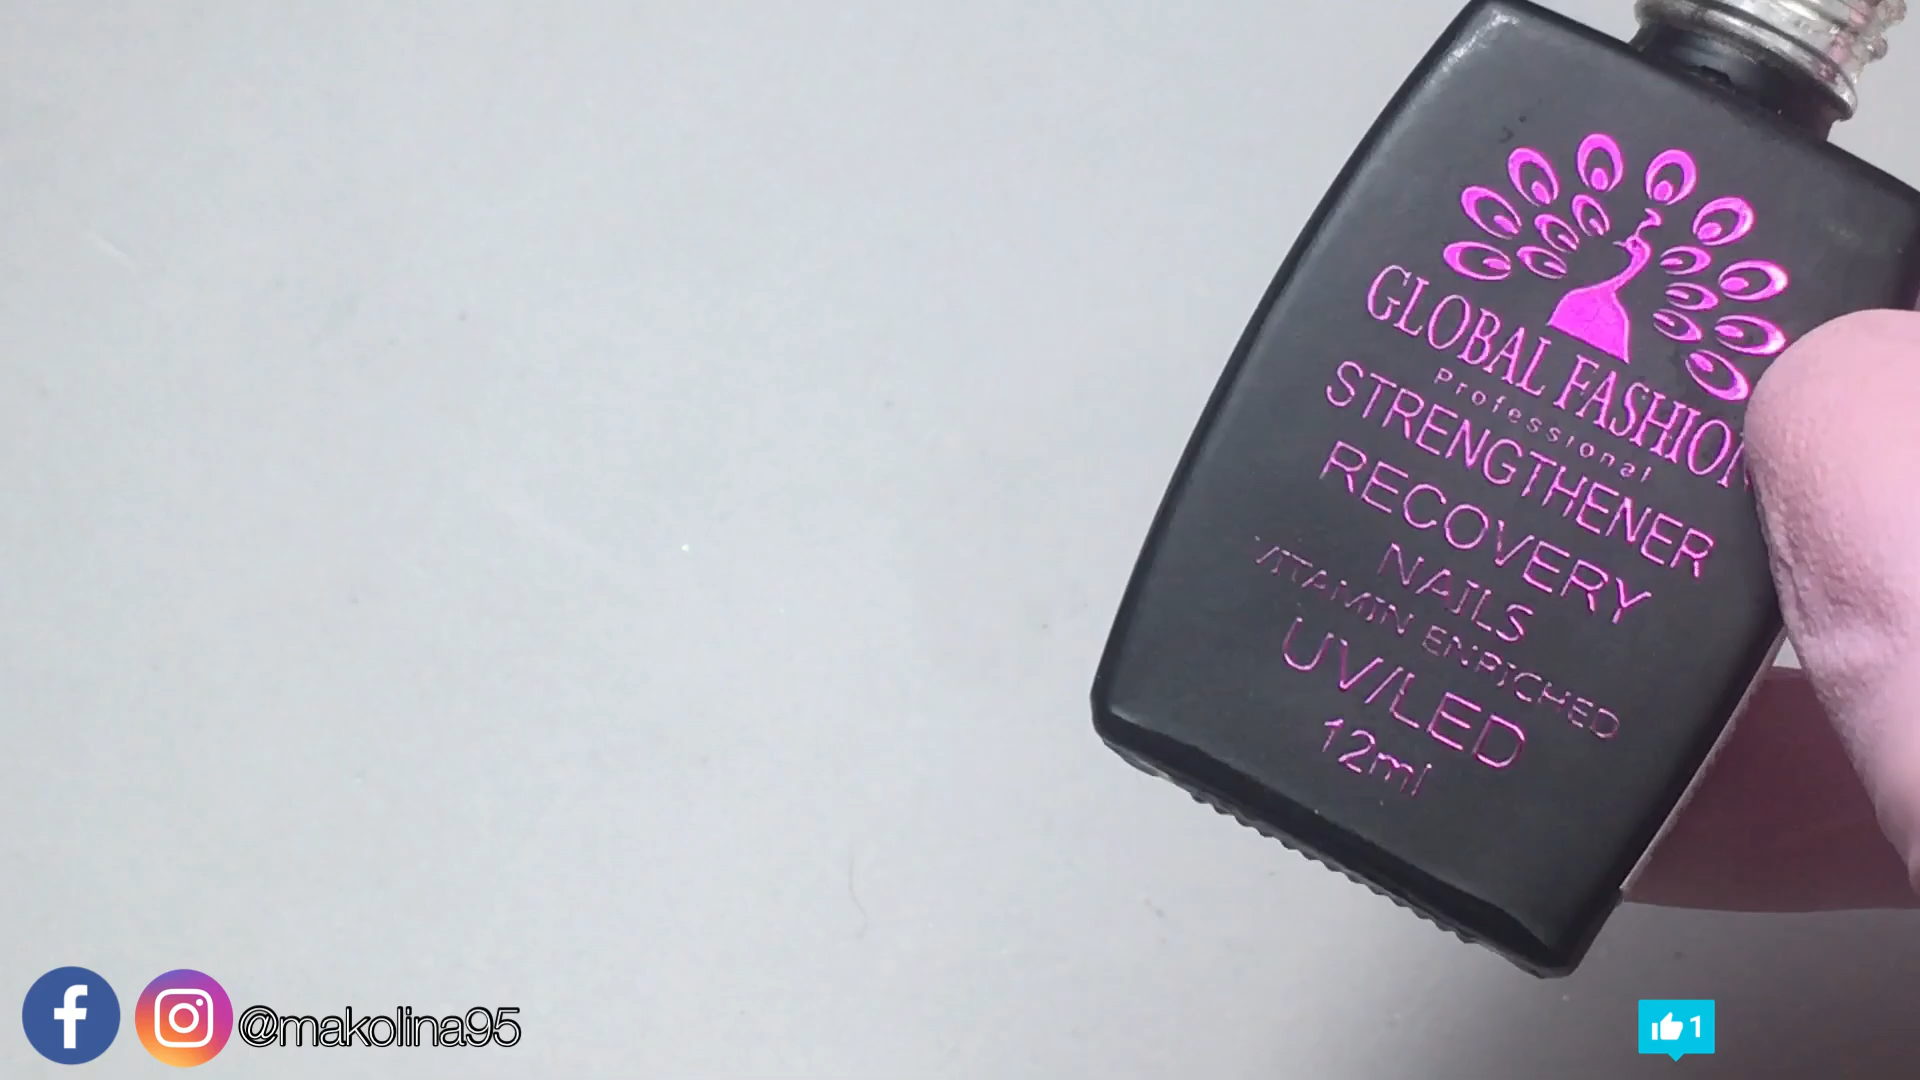 GLOBAL FASHION
Professional
STRENGTHENER
RECOVERY
NAILS
VITAMIN ENRICHED
UV/LED
12ml
@makolina95
1